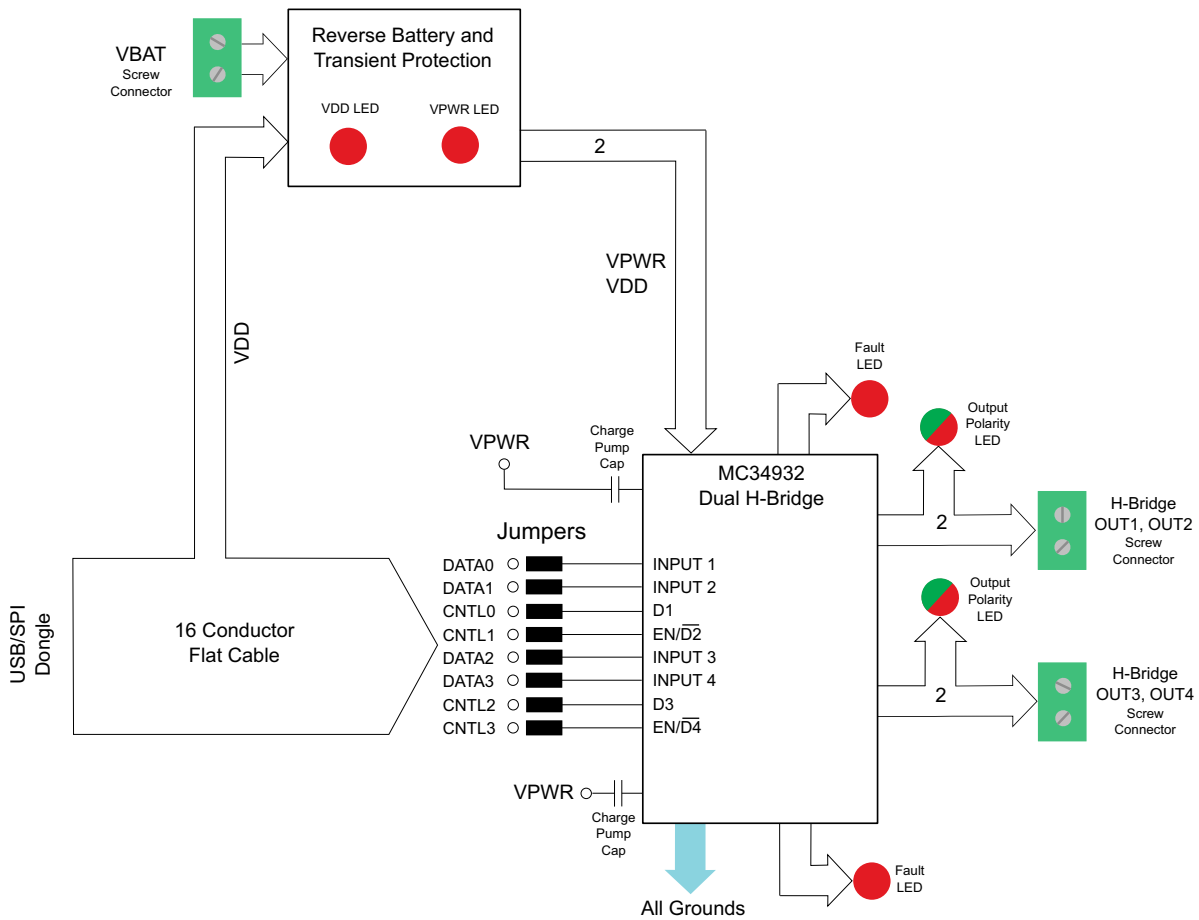 Reverse Battery and
Transient Protection
VBAT
Screw
Connector
VDD LED
VPWR LED
2
VPWR
VDD
VDD
Fault
LED
Output
Polarity
LED
Charge
Pump
Cap
VPWR
MC34932
Dual H-Bridge
2
H-Bridge
OUT1, OUT2
Screw
Connector
Jumpers
DATA0
INPUT 1
DATA1
INPUT 2
CNTL0
D1
CNTL1
EN/D̅2̅
DATA2
INPUT 3
DATA3
INPUT 4
CNTL2
D3
CNTL3
EN/D̅4̅
USB/SPI
Dongle
16 Conductor
Flat Cable
Output
Polarity
LED
2
H-Bridge
OUT3, OUT4
Screw
Connector
VPWR
Charge
Pump
Cap
Fault
LED
All Grounds